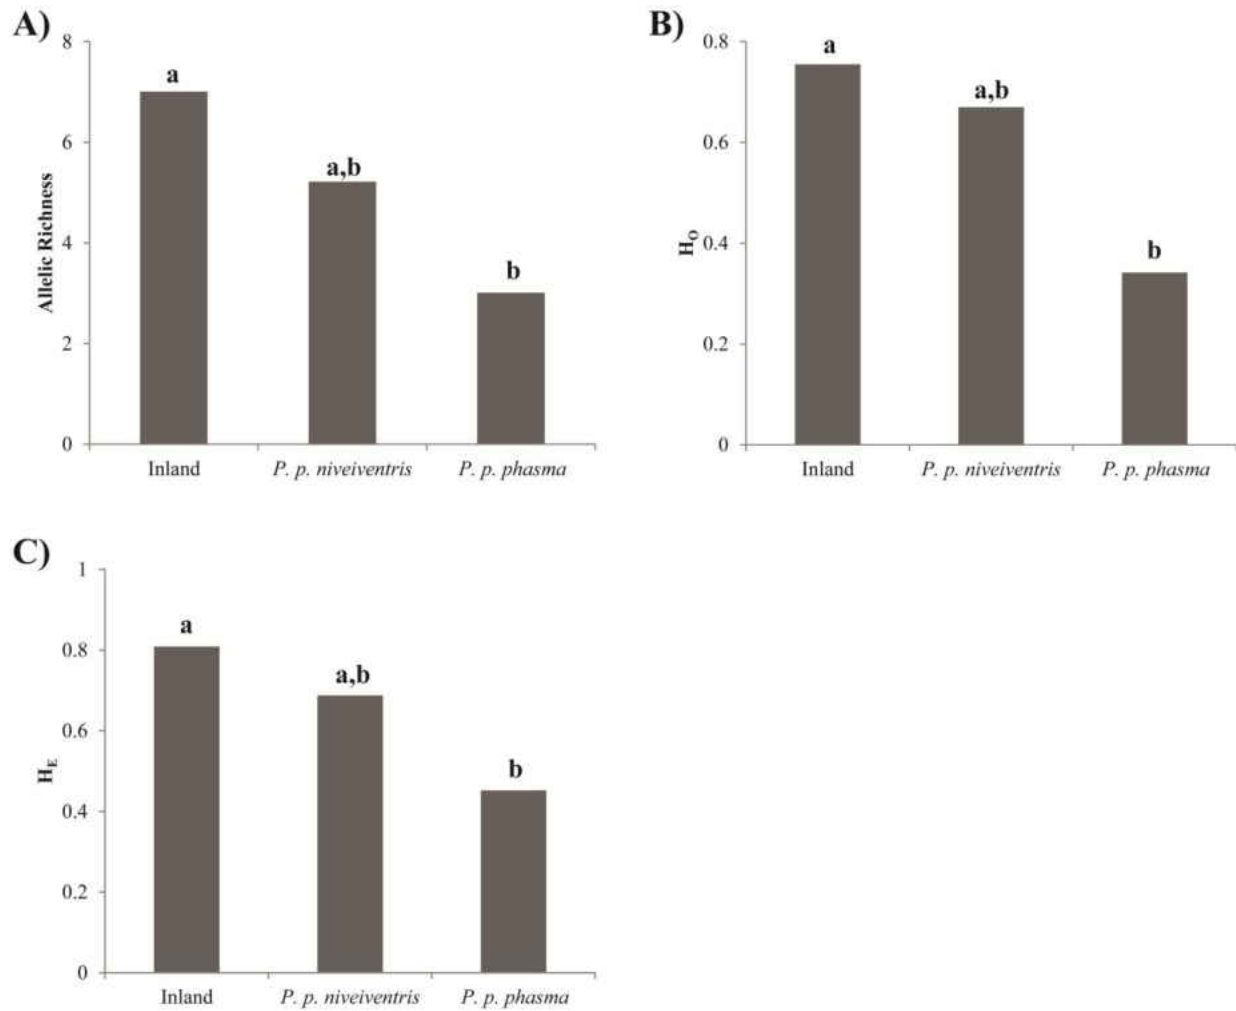 A)
8
6
4
2
0
Allelic Richness
a
a,b
b
Inland
P. p. niveiventris
P. p. phasma
B)
0.8
0.6
0.4
0.2
0
HO
a
a,b
b
Inland
P. p. niveiventris
P. p. phasma
C)
1
0.8
0.6
0.4
0.2
0
HE
a
a,b
b
Inland
P. p. niveiventris
P. p. phasma